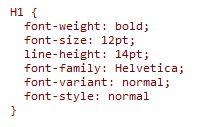 H1 {
  font-weight: bold;
  font-size: 12pt;
  line-height: 14pt;
  font-family: Helvetica;
  font-variant: normal;
  font-style: normal
}